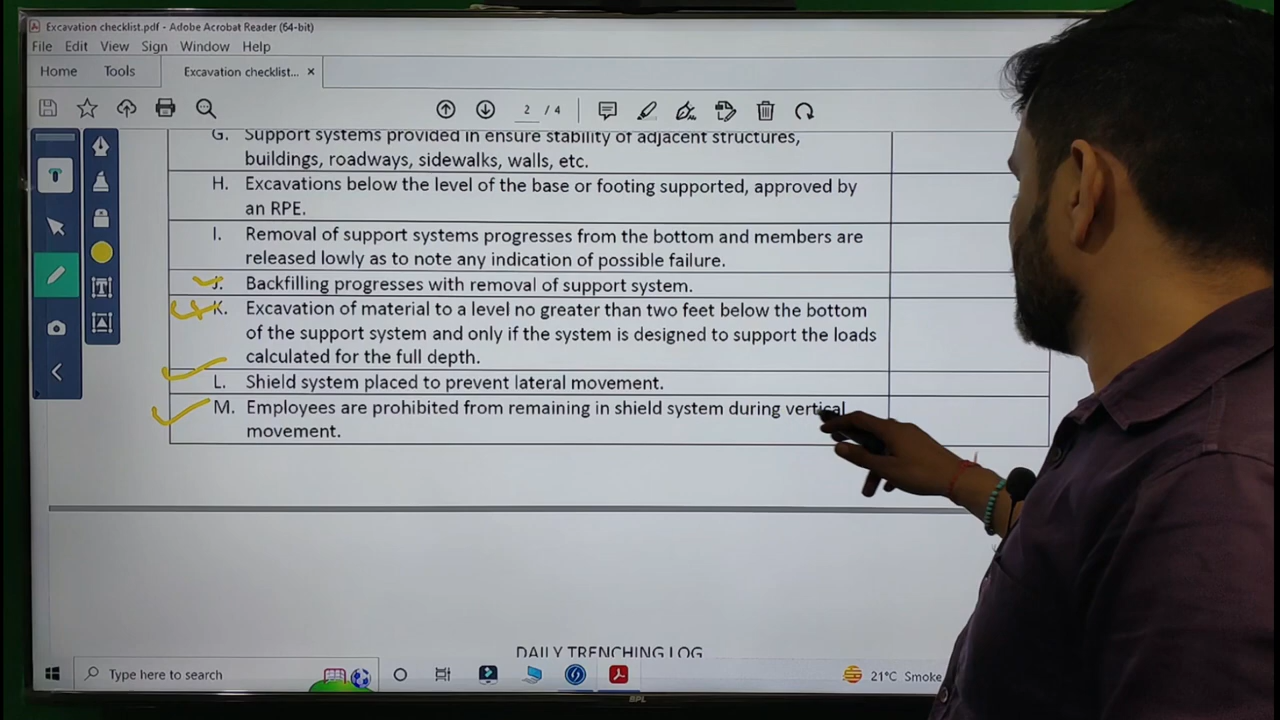 Excavation checklist.pdf - Adobe Acrobat Reader (64-bit)
File Edit View Sign Window Help
Home Tools Excavation checklist... ×
2 / 4
G. Support systems provided in ensure stability of adjacent structures,
buildings, roadways, sidewalks, walls, etc.
H. Excavations below the level of the base or footing supported, approved by
an RPE.
I. Removal of support systems progresses from the bottom and members are
released lowly as to note any indication of possible failure.
J. Backfilling progresses with removal of support system.
K. Excavation of material to a level no greater than two feet below the bottom
of the support system and only if the system is designed to support the loads
calculated for the full depth.
L. Shield system placed to prevent lateral movement.
M. Employees are prohibited from remaining in shield system during vertical
movement.
DAILY TRENCHING LOG
Type here to search
21°C Smoke
BPL